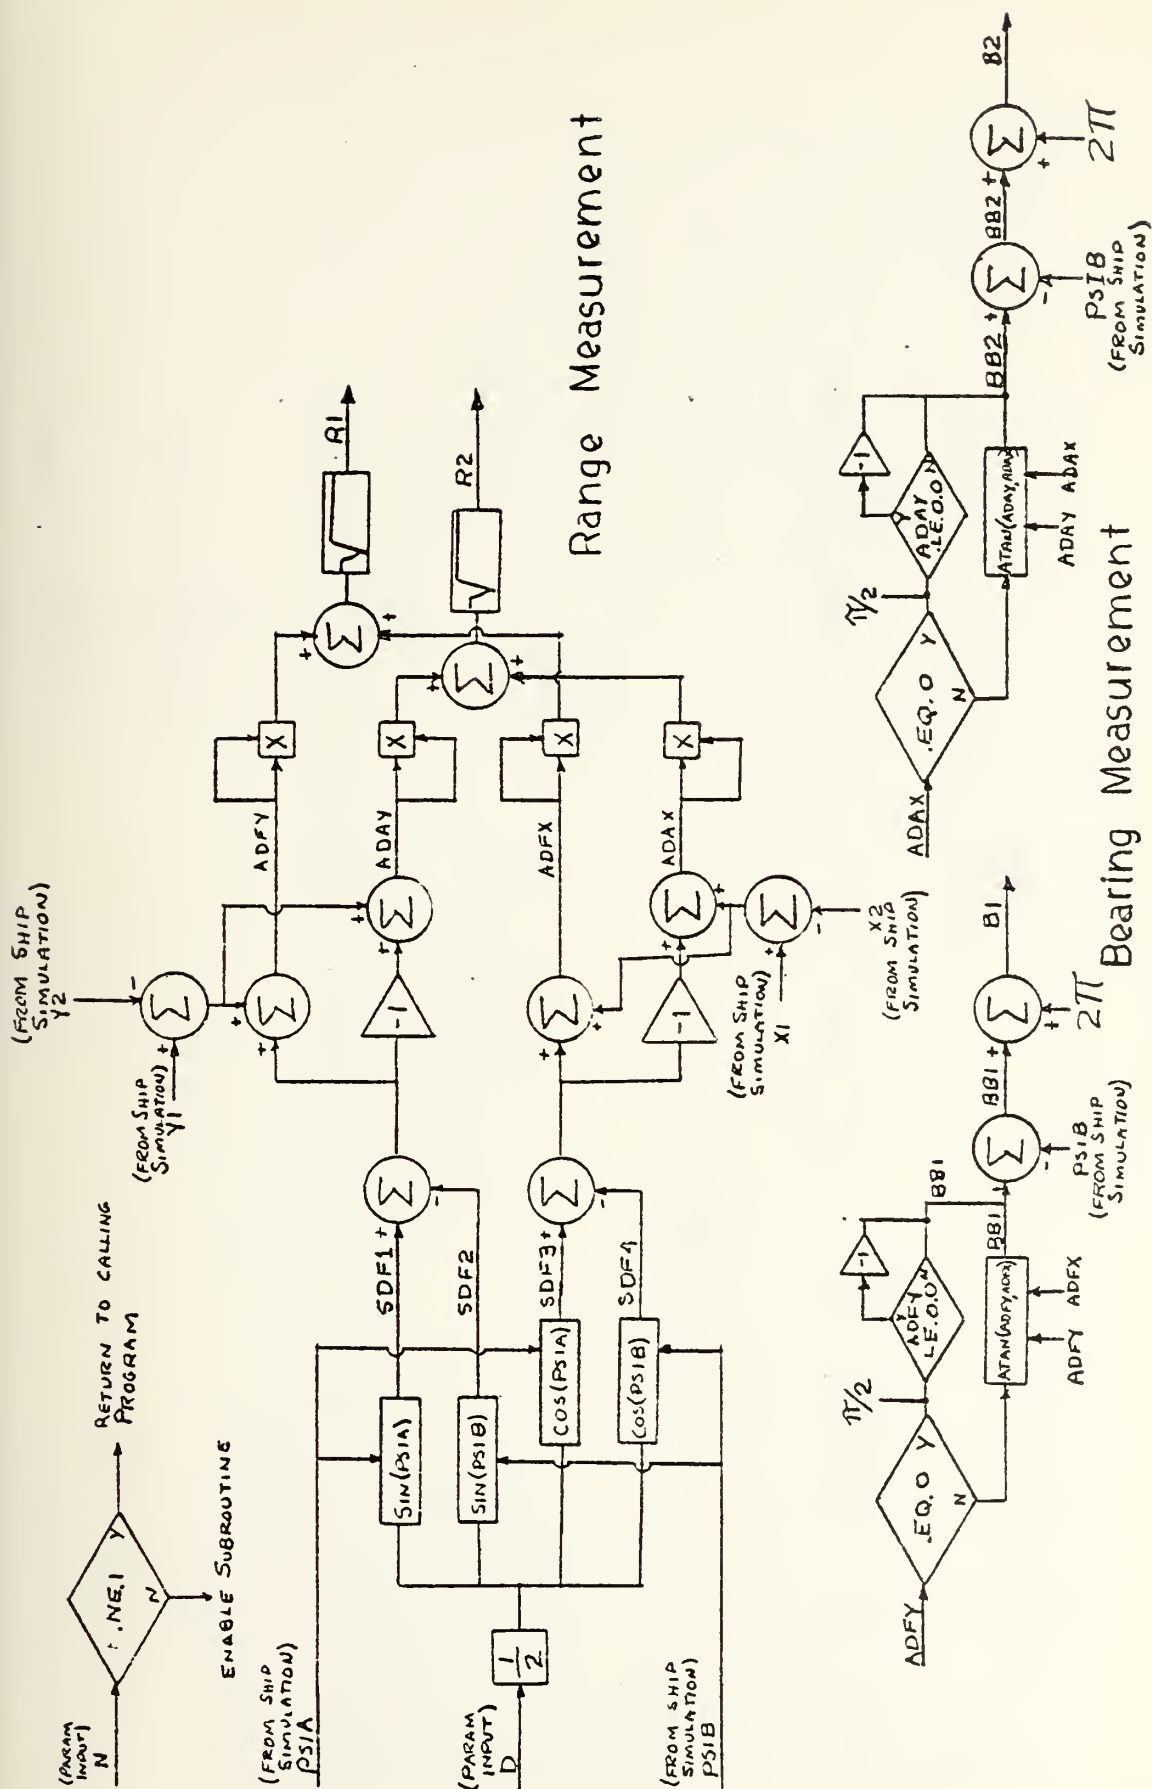 (PARAM
INPUT)
N
.NE.1
Y
N
RETURN TO CALLING
PROGRAM
ENABLE SUBROUTINE
(FROM SHIP
SIMULATION)
PSIA
(PARAM
INPUT)
D
1
2
(FROM SHIP
SIMULATION)
PSIB
SIN(PSIA)
SIN(PSIB)
COS(PSIA)
COS(PSIB)
SDF1 +
SDF2
SDF3 +
SDF4
Σ
-
Σ
-
(FROM SHIP
SIMULATION)
Y1
+
(FROM SHIP
SIMULATION)
Y2
-
Σ
+
+
Σ
-1
+
+
Σ
+
+
Σ
-1
+
+
Σ
(FROM SHIP
SIMULATION)
X1
+
Σ
-
X2
(FROM SHIP
SIMULATION)
ADFY
ADAY
ADFX
ADAX
X
X
X
X
+
Σ
+
+
Σ
+
√
R1
√
R2
Range Measurement
ADFY
.EQ.0
Y
N
π/2
Y
ADFY
.LE.0.0
N
-1
ATAN(ADFY,ADFX)
ADFY ADFX
BB1
BB1
Σ
-
PSIB
(FROM SHIP
SIMULATION)
BB1 +
Σ
+
2π
B1
ADAX
.EQ.0
Y
N
π/2
Y
ADAY
.LE.0.0
N
-1
ATAN(ADAY,ADAX)
ADAY ADAX
BB2 +
Σ
-
PSIB
(FROM SHIP
SIMULATION)
BB2 +
Σ
+
2π
B2
Bearing Measurement